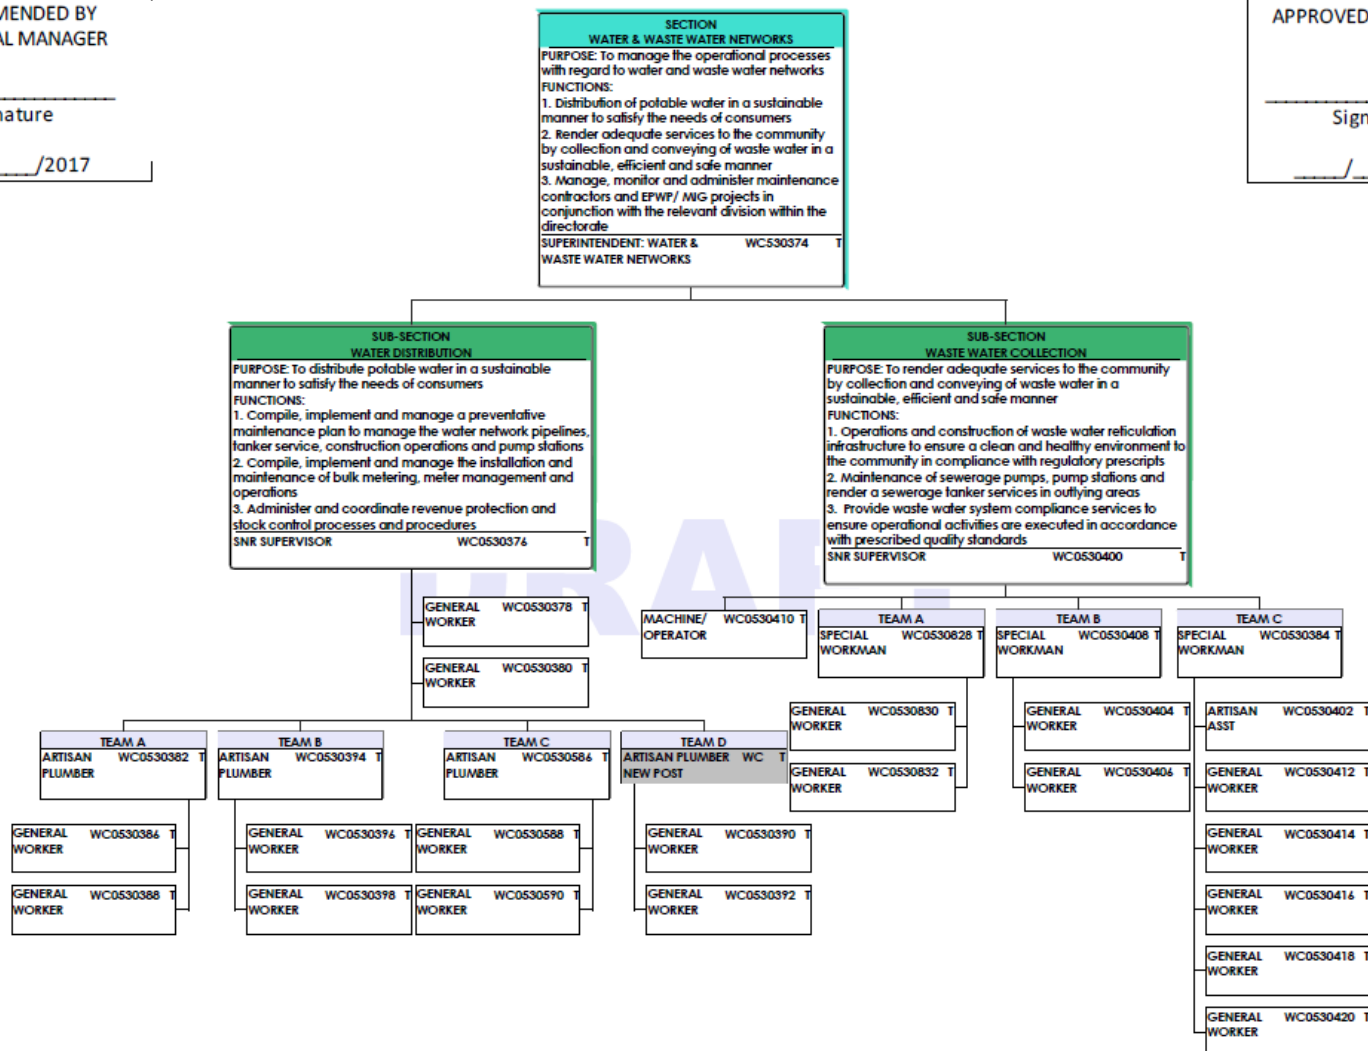 MENDED BY
AL MANAGER
nature
____/2017
APPROVED
Sign
____/__
SECTION
WATER & WASTE WATER NETWORKS
PURPOSE: To manage the operational processes
with regard to water and waste water networks
FUNCTIONS:
1. Distribution of potable water in a sustainable
manner to satisfy the needs of consumers
2. Render adequate services to the community
by collection and conveying of waste water in a
sustainable, efficient and safe manner
3. Manage, monitor and administer maintenance
contractors and EPWP/ MIG projects in
conjunction with the relevant division within the
directorate
SUPERINTENDENT: WATER & WC530374 T
WASTE WATER NETWORKS
SUB-SECTION
WATER DISTRIBUTION
PURPOSE: To distribute potable water in a sustainable
manner to satisfy the needs of consumers
FUNCTIONS:
1. Compile, implement and manage a preventative
maintenance plan to manage the water network pipelines,
tanker service, construction operations and pump stations
2. Compile, implement and manage the installation and
maintenance of bulk metering, meter management and
operations
3. Administer and coordinate revenue protection and
stock control processes and procedures
SNR SUPERVISOR WC0530376 T
SUB-SECTION
WASTE WATER COLLECTION
PURPOSE: To render adequate services to the community
by collection and conveying of waste water in a
sustainable, efficient and safe manner
FUNCTIONS:
1. Operations and construction of waste water reticulation
infrastructure to ensure a clean and healthy environment to
the community in compliance with regulatory prescripts
2. Maintenance of sewerage pumps, pump stations and
render a sewerage tanker services in outlying areas
3. Provide waste water system compliance services to
ensure operational activities are executed in accordance
with prescribed quality standards
SNR SUPERVISOR WC0530400 T
DRAFT
GENERAL WC0530378 T
WORKER
GENERAL WC0530380 T
WORKER
TEAM A
ARTISAN WC0530382 T
PLUMBER
GENERAL WC0530386 T
WORKER
GENERAL WC0530388 T
WORKER
TEAM B
ARTISAN WC0530394 T
PLUMBER
GENERAL WC0530396 T
WORKER
GENERAL WC0530398 T
WORKER
TEAM C
ARTISAN WC0530586 T
PLUMBER
GENERAL WC0530588 T
WORKER
GENERAL WC0530590 T
WORKER
TEAM D
ARTISAN PLUMBER WC T
NEW POST
GENERAL WC0530390 T
WORKER
GENERAL WC0530392 T
WORKER
MACHINE/ WC0530410 T
OPERATOR
TEAM A
SPECIAL WC0530828 T
WORKMAN
GENERAL WC0530830 T
WORKER
GENERAL WC0530832 T
WORKER
TEAM B
SPECIAL WC0530408 T
WORKMAN
GENERAL WC0530404 T
WORKER
GENERAL WC0530406 T
WORKER
TEAM C
SPECIAL WC0530384 T
WORKMAN
ARTISAN WC0530402 T
ASST
GENERAL WC0530412 T
WORKER
GENERAL WC0530414 T
WORKER
GENERAL WC0530416 T
WORKER
GENERAL WC0530418 T
WORKER
GENERAL WC0530420 T
WORKER